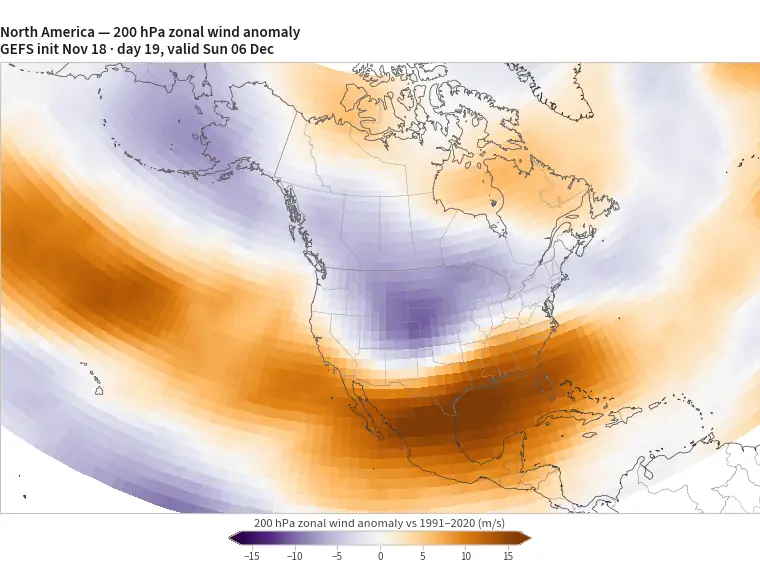 North America — 200 hPa zonal wind anomaly
GEFS init Nov 18 · day 19, valid Sun 06 Dec
200 hPa zonal wind anomaly vs 1991–2020 (m/s)
−15 −10 −5 0 5 10 15